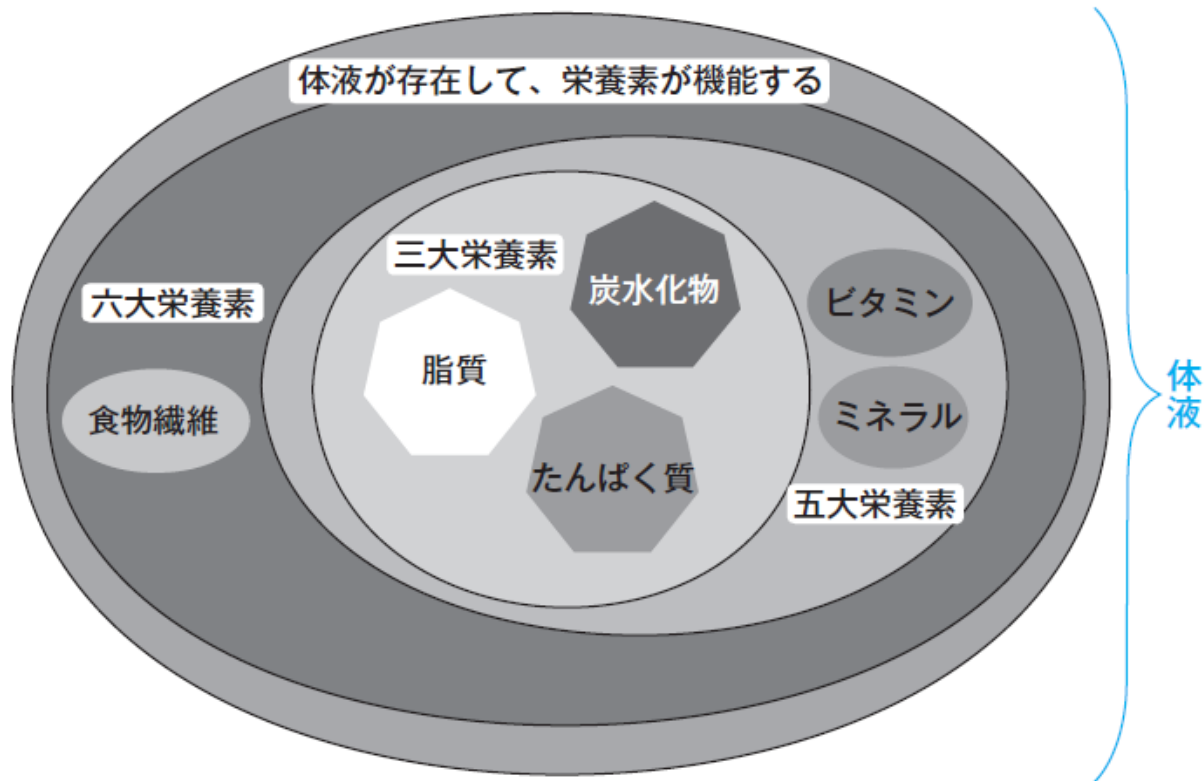 体液が存在して、栄養素が機能する
三大栄養素
炭水化物
六大栄養素
ビタミン
脂質
体液
食物繊維
ミネラル
たんぱく質
五大栄養素